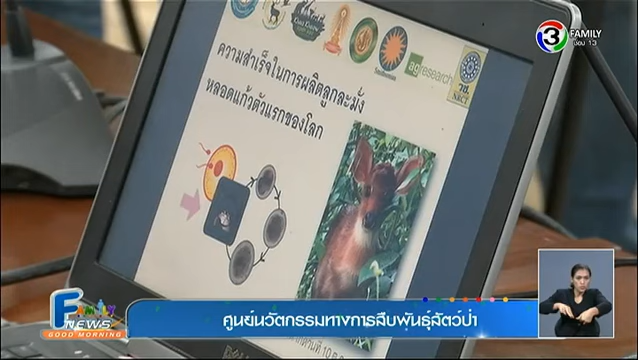 3 FAMILY
ช่อง 13
agresearch
วช.
NRCT
ความสำเร็จในการผลิตลูกละมั่ง
หลอดแก้วตัวแรกของโลก
ศูนย์นวัตกรรมทางการสืบพันธุ์สัตว์ป่า
FAMILY
NEWS
GOOD MORNING